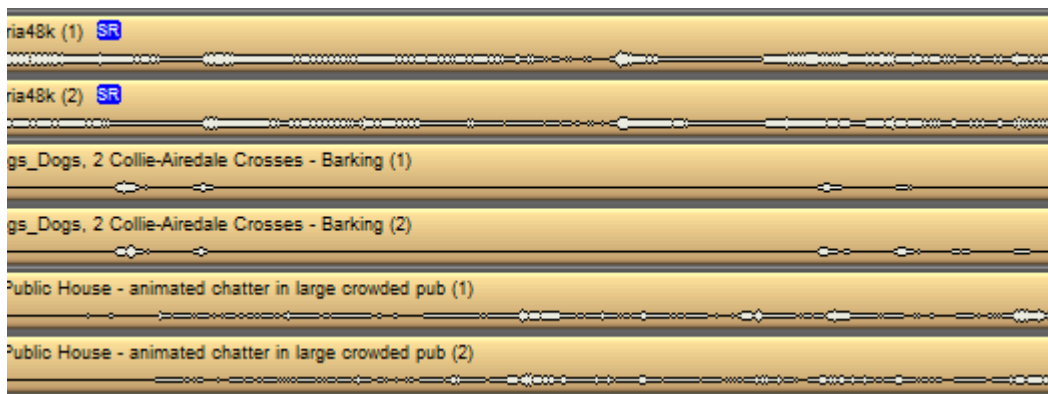 ria48k (1) SR
ria48k (2) SR
gs_Dogs, 2 Collie-Airedale Crosses - Barking (1)
gs_Dogs, 2 Collie-Airedale Crosses - Barking (2)
Public House - animated chatter in large crowded pub (1)
Public House - animated chatter in large crowded pub (2)